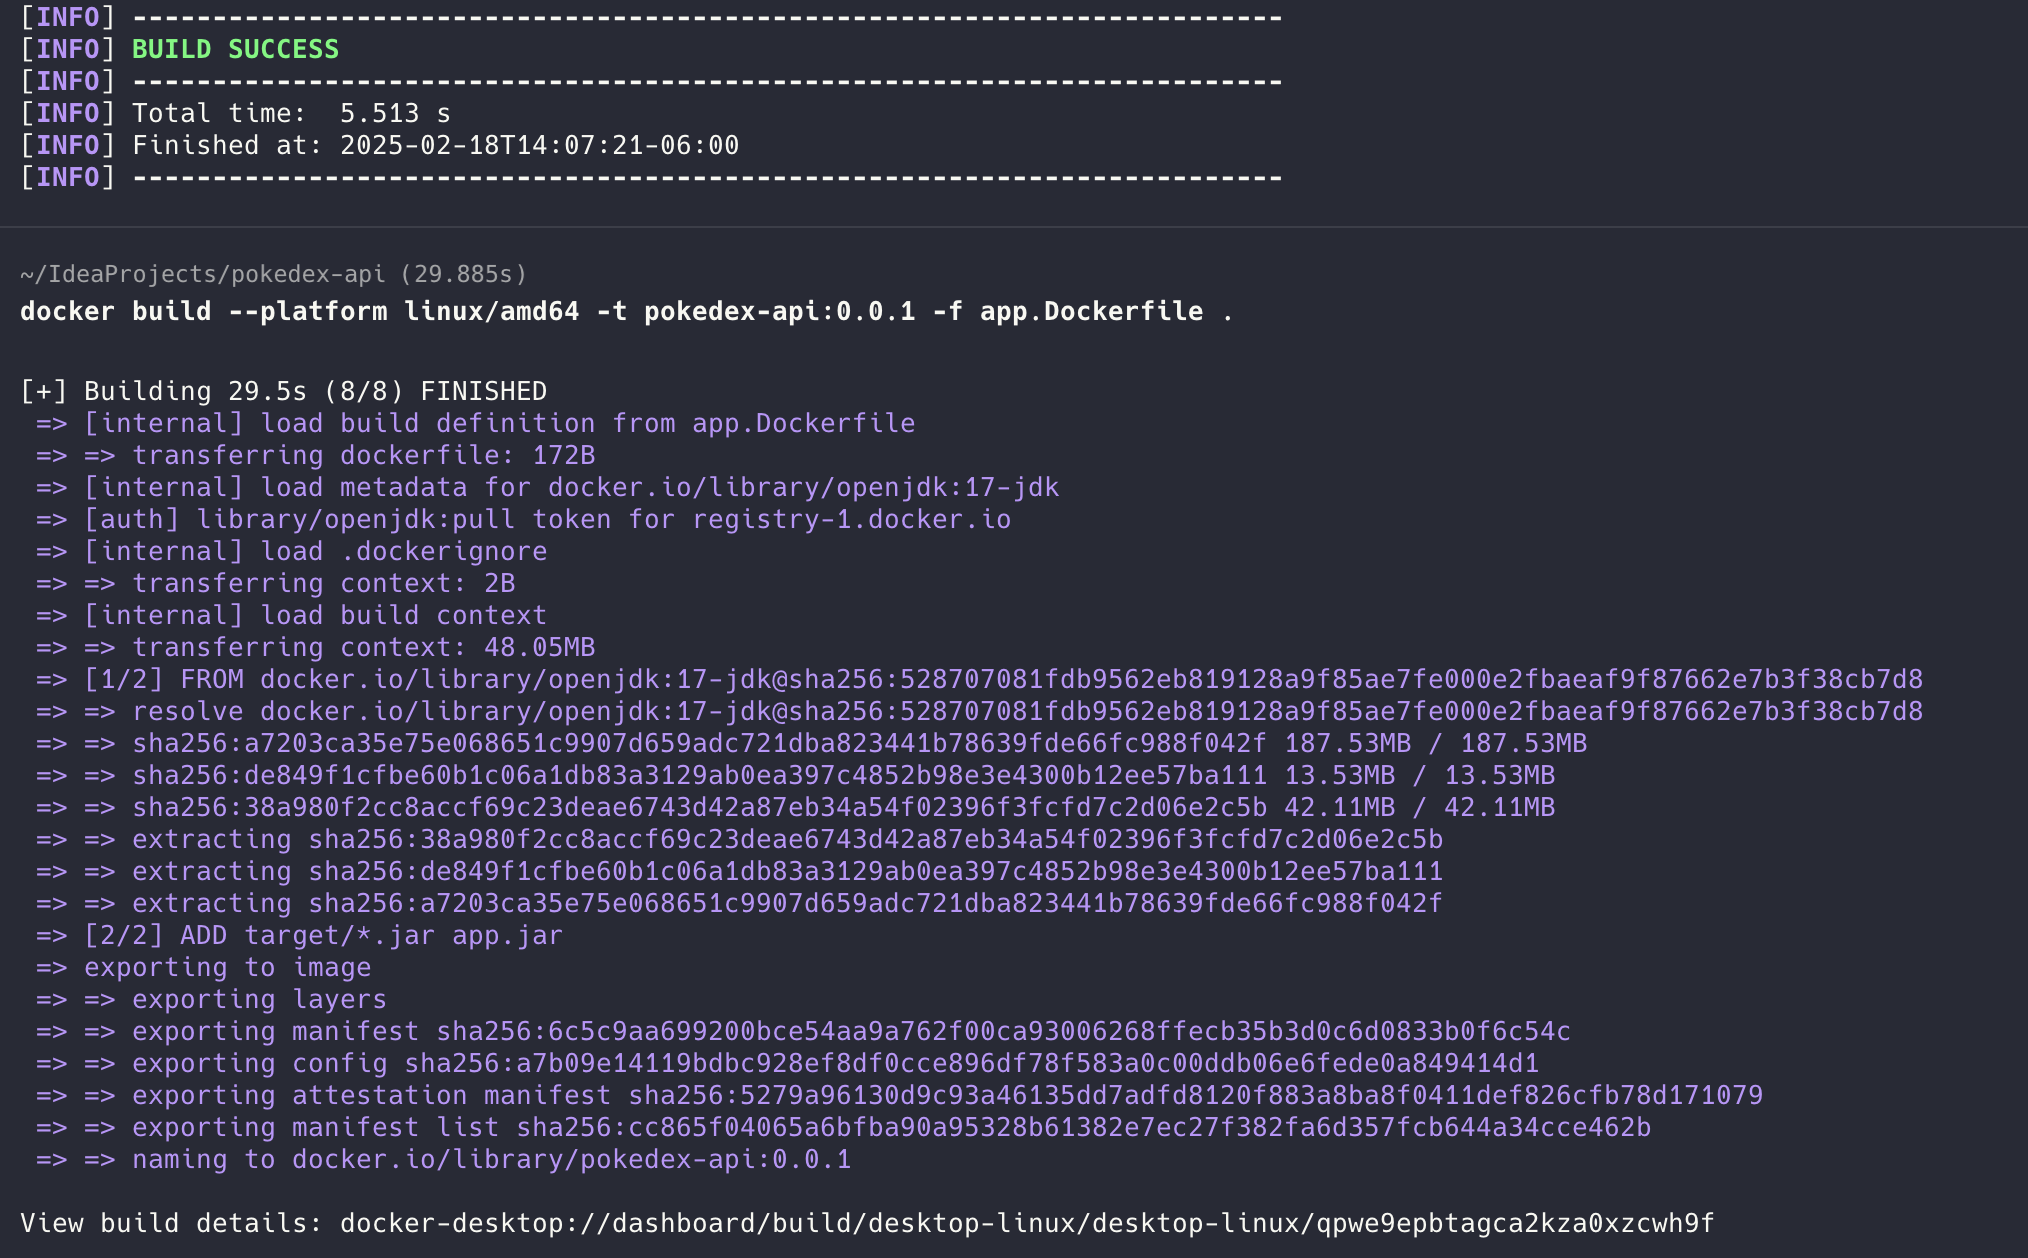 [INFO] ------------------------------------------------------------------------
[INFO] BUILD SUCCESS
[INFO] ------------------------------------------------------------------------
[INFO] Total time:  5.513 s
[INFO] Finished at: 2025-02-18T14:07:21-06:00
[INFO] ------------------------------------------------------------------------
~/IdeaProjects/pokedex-api (29.885s)
docker build --platform linux/amd64 -t pokedex-api:0.0.1 -f app.Dockerfile .
[+] Building 29.5s (8/8) FINISHED
 => [internal] load build definition from app.Dockerfile
 => => transferring dockerfile: 172B
 => [internal] load metadata for docker.io/library/openjdk:17-jdk
 => [auth] library/openjdk:pull token for registry-1.docker.io
 => [internal] load .dockerignore
 => => transferring context: 2B
 => [internal] load build context
 => => transferring context: 48.05MB
 => [1/2] FROM docker.io/library/openjdk:17-jdk@sha256:528707081fdb9562eb819128a9f85ae7fe000e2fbaeaf9f87662e7b3f38cb7d8
 => => resolve docker.io/library/openjdk:17-jdk@sha256:528707081fdb9562eb819128a9f85ae7fe000e2fbaeaf9f87662e7b3f38cb7d8
 => => sha256:a7203ca35e75e068651c9907d659adc721dba823441b78639fde66fc988f042f 187.53MB / 187.53MB
 => => sha256:de849f1cfbe60b1c06a1db83a3129ab0ea397c4852b98e3e4300b12ee57ba111 13.53MB / 13.53MB
 => => sha256:38a980f2cc8accf69c23deae6743d42a87eb34a54f02396f3fcfd7c2d06e2c5b 42.11MB / 42.11MB
 => => extracting sha256:38a980f2cc8accf69c23deae6743d42a87eb34a54f02396f3fcfd7c2d06e2c5b
 => => extracting sha256:de849f1cfbe60b1c06a1db83a3129ab0ea397c4852b98e3e4300b12ee57ba111
 => => extracting sha256:a7203ca35e75e068651c9907d659adc721dba823441b78639fde66fc988f042f
 => [2/2] ADD target/*.jar app.jar
 => exporting to image
 => => exporting layers
 => => exporting manifest sha256:6c5c9aa699200bce54aa9a762f00ca93006268ffecb35b3d0c6d0833b0f6c54c
 => => exporting config sha256:a7b09e14119bdbc928ef8df0cce896df78f583a0c00ddb06e6fede0a849414d1
 => => exporting attestation manifest sha256:5279a96130d9c93a46135dd7adfd8120f883a8ba8f0411def826cfb78d171079
 => => exporting manifest list sha256:cc865f04065a6bfba90a95328b61382e7ec27f382fa6d357fcb644a34cce462b
 => => naming to docker.io/library/pokedex-api:0.0.1
View build details: docker-desktop://dashboard/build/desktop-linux/desktop-linux/qpwe9epbtagca2kza0xzcwh9f